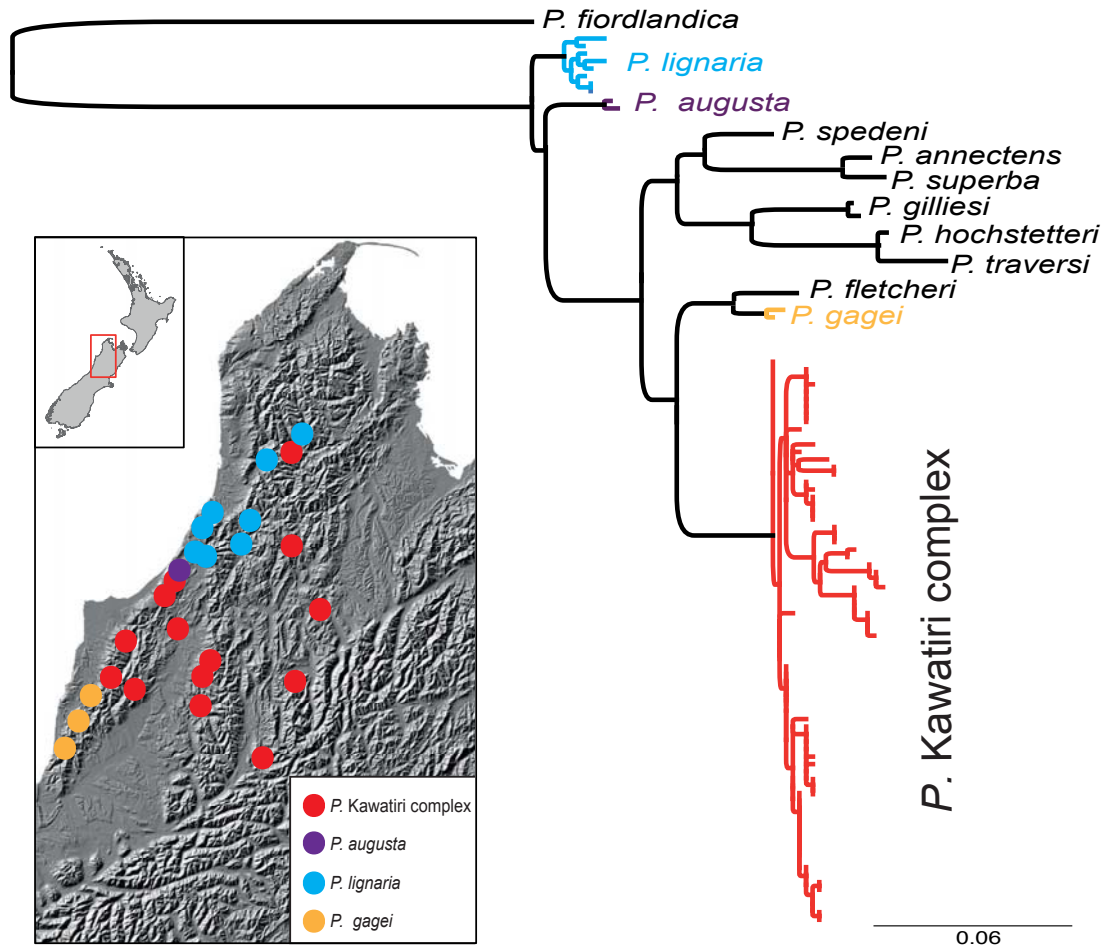 P. fiordlandica
P. lignaria
P. augusta
P. spedeni
P. annectens
P. superba
P. gilliesi
P. hochstetteri
P. traversi
P. fletcheri
P. gagei
P. Kawatiri complex
P. Kawatiri complex
P. augusta
P. lignaria
P. gagei
0.06